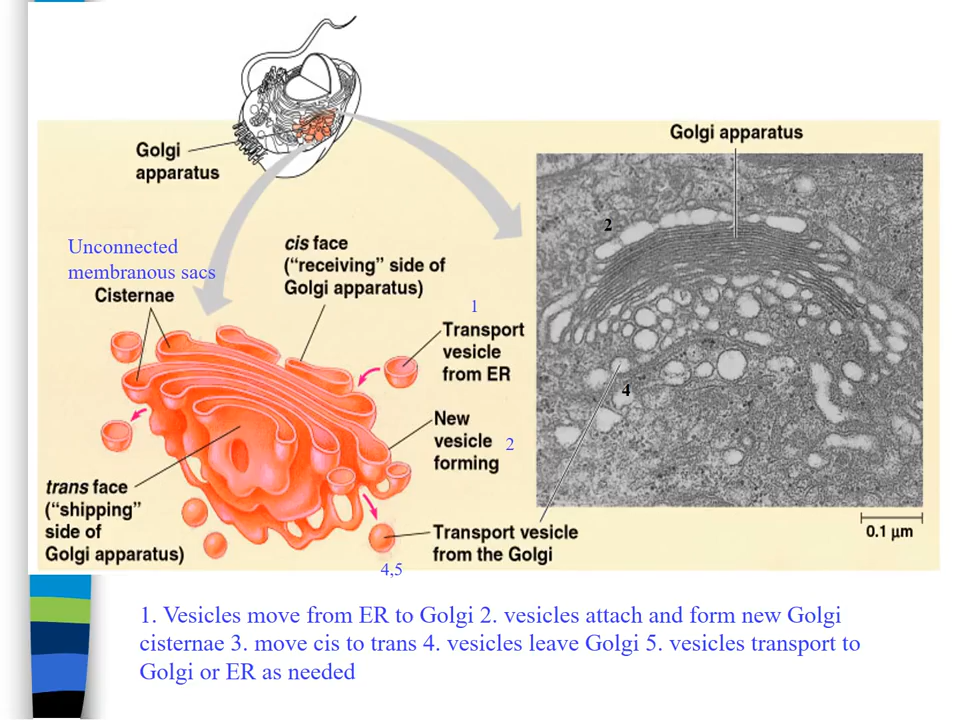 Golgi apparatus
Golgi
apparatus
2
Unconnected
membranous sacs
Cisternae
cis face
("receiving" side of
Golgi apparatus)
1
Transport
vesicle
from ER
4
New
vesicle
forming
2
trans face
("shipping"
side of
Golgi apparatus)
Transport vesicle
from the Golgi
0.1 μm
4,5
1. Vesicles move from ER to Golgi 2. vesicles attach and form new Golgi
cisternae 3. move cis to trans 4. vesicles leave Golgi 5. vesicles transport to
Golgi or ER as needed